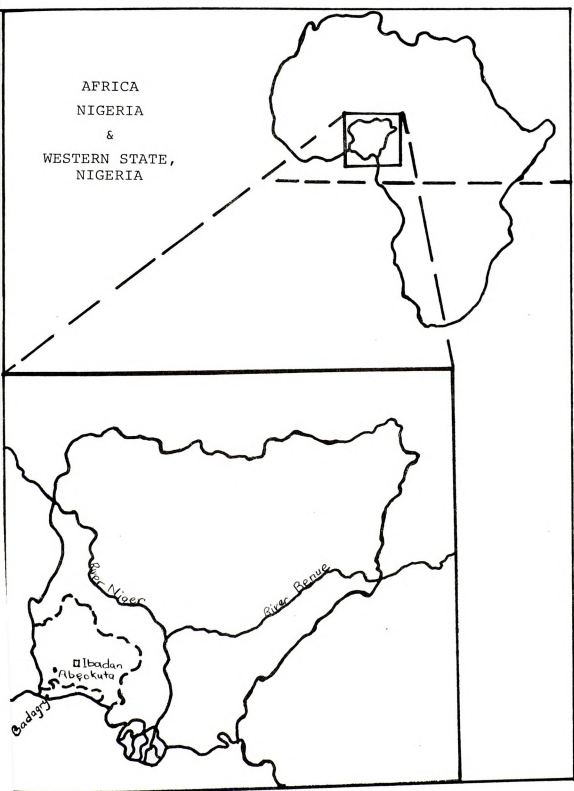 AFRICA
NIGERIA
&
WESTERN STATE,
NIGERIA
River Niger
River Benue
Ibadan
Abeokuta
Badagry